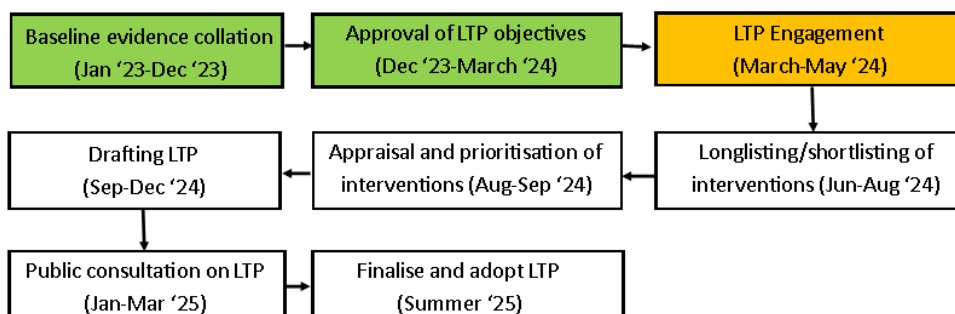 Baseline evidence collation
(Jan ‘23-Dec ‘23)
Approval of LTP objectives
(Dec ‘23-March ‘24)
LTP Engagement
(March-May ‘24)
Longlisting/shortlisting of
interventions (Jun-Aug ‘24)
Appraisal and prioritisation of
interventions (Aug-Sep ‘24)
Drafting LTP
(Sep-Dec ‘24)
Public consultation on LTP
(Jan-Mar ‘25)
Finalise and adopt LTP
(Summer ‘25)